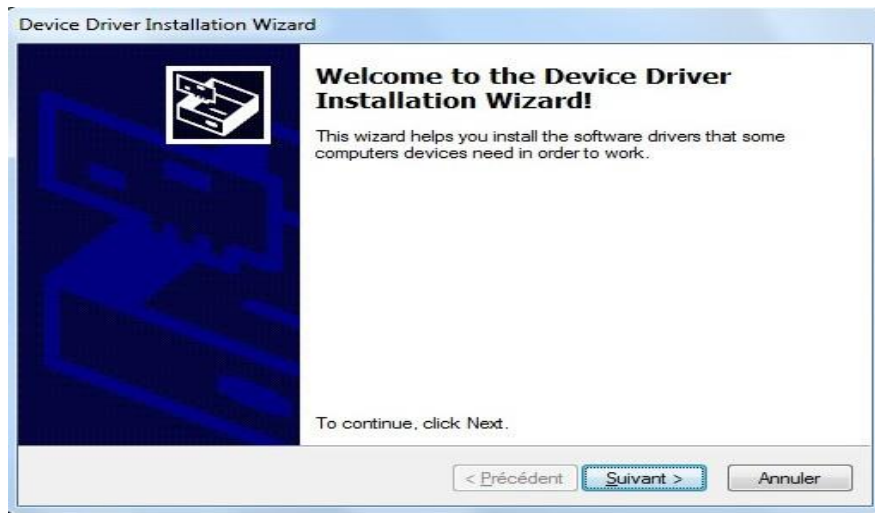 Device Driver Installation Wizard
Welcome to the Device Driver
Installation Wizard!
This wizard helps you install the software drivers that some
computers devices need in order to work.
To continue, click Next.
< Précédent
Suivant >
Annuler